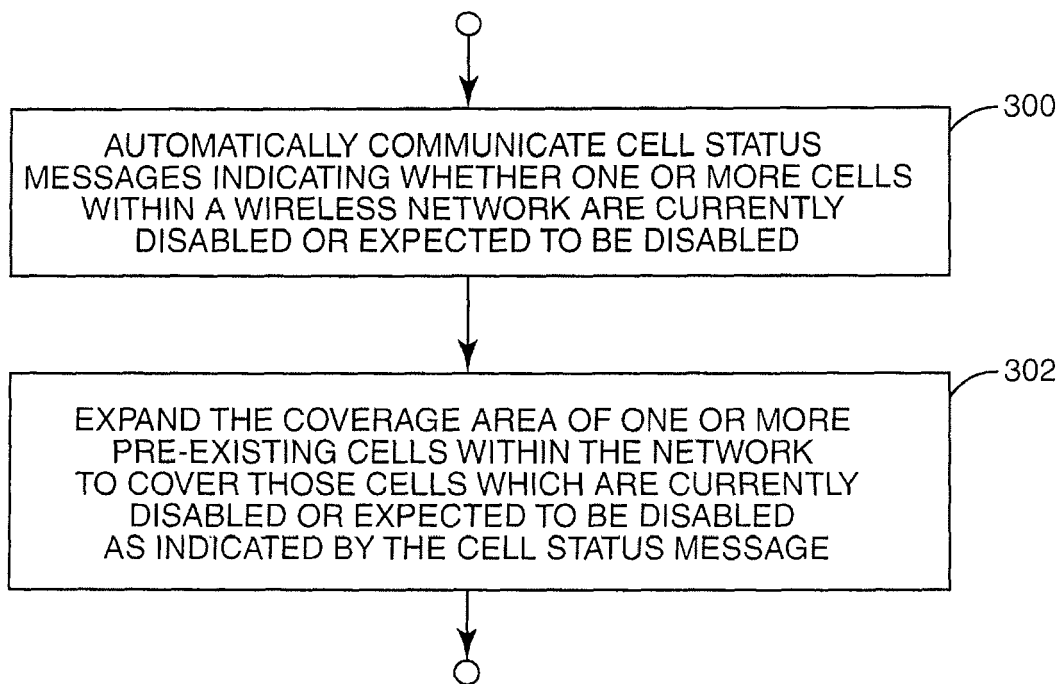 300
AUTOMATICALLY COMMUNICATE CELL STATUS
MESSAGES INDICATING WHETHER ONE OR MORE CELLS
WITHIN A WIRELESS NETWORK ARE CURRENTLY
DISABLED OR EXPECTED TO BE DISABLED
302
EXPAND THE COVERAGE AREA OF ONE OR MORE
PRE-EXISTING CELLS WITHIN THE NETWORK
TO COVER THOSE CELLS WHICH ARE CURRENTLY
DISABLED OR EXPECTED TO BE DISABLED
AS INDICATED BY THE CELL STATUS MESSAGE